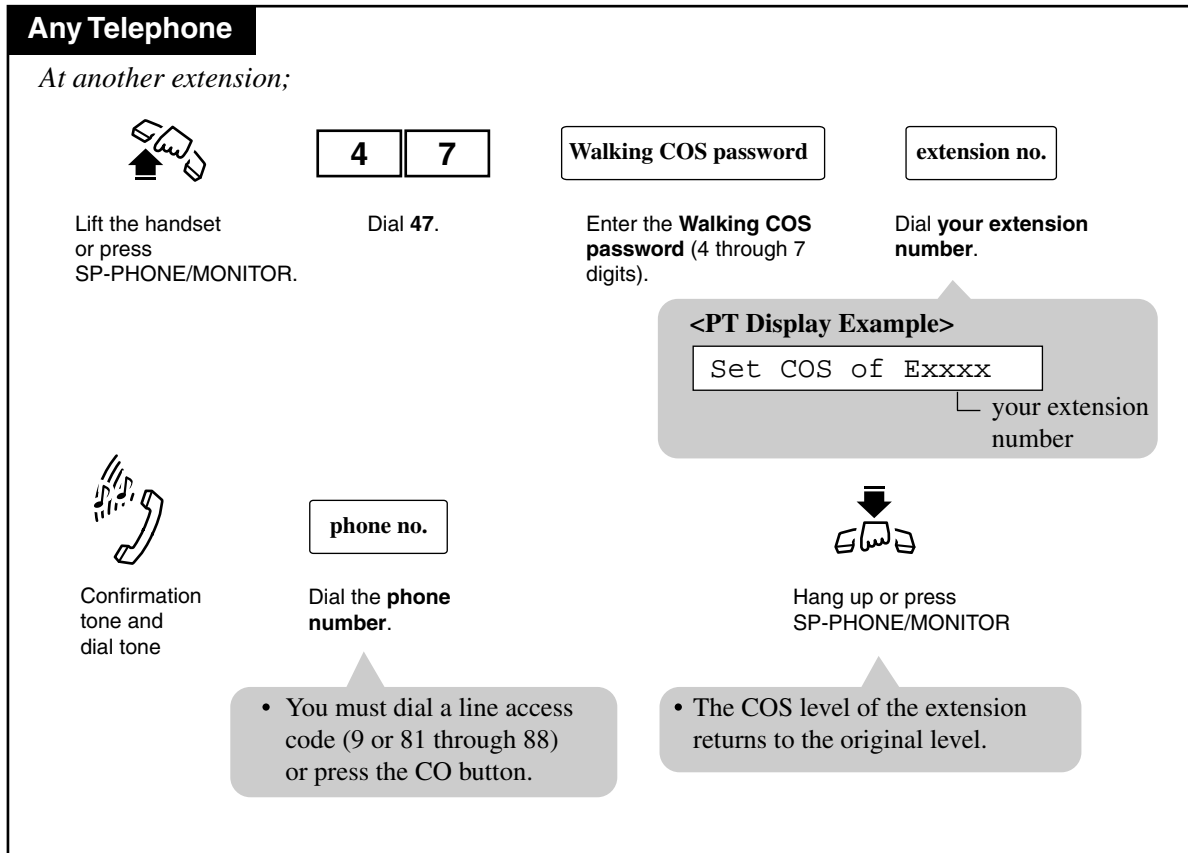 Any Telephone
At another extension;
4 7
Walking COS password
extension no.
Lift the handset
or press
SP-PHONE/MONITOR.
Dial 47.
Enter the Walking COS
password (4 through 7
digits).
Dial your extension
number.
<PT Display Example>
Set COS of Exxxx
your extension
number
phone no.
Confirmation
tone and
dial tone
Dial the phone
number.
• You must dial a line access
code (9 or 81 through 88)
or press the CO button.
Hang up or press
SP-PHONE/MONITOR
• The COS level of the extension
returns to the original level.